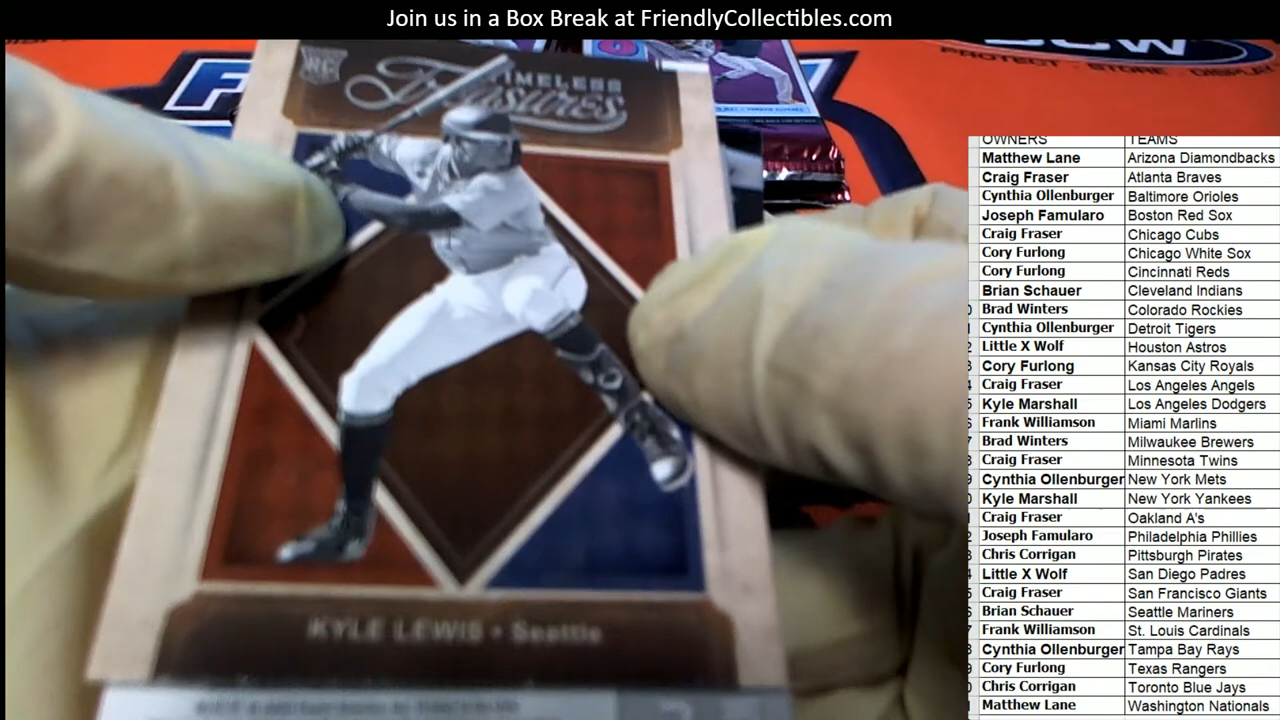 Join us in a Box Break at FriendlyCollectibles.com
PROTECT - STORE - DISPLAY
RC
TIMELESS
Treasures
OWNERS TEAMS
Matthew Lane Arizona Diamondbacks
Craig Fraser Atlanta Braves
Cynthia Ollenburger Baltimore Orioles
Joseph Famularo Boston Red Sox
Craig Fraser Chicago Cubs
Cory Furlong Chicago White Sox
Cory Furlong Cincinnati Reds
Brian Schauer Cleveland Indians
Brad Winters Colorado Rockies
Cynthia Ollenburger Detroit Tigers
Little X Wolf Houston Astros
Cory Furlong Kansas City Royals
Craig Fraser Los Angeles Angels
Kyle Marshall Los Angeles Dodgers
Frank Williamson Miami Marlins
Brad Winters Milwaukee Brewers
Craig Fraser Minnesota Twins
Cynthia Ollenburger New York Mets
Kyle Marshall New York Yankees
Craig Fraser Oakland A's
Joseph Famularo Philadelphia Phillies
Chris Corrigan Pittsburgh Pirates
Little X Wolf San Diego Padres
Craig Fraser San Francisco Giants
Brian Schauer Seattle Mariners
Frank Williamson St. Louis Cardinals
Cynthia Ollenburger Tampa Bay Rays
Cory Furlong Texas Rangers
Chris Corrigan Toronto Blue Jays
Matthew Lane Washington Nationals
KYLE LEWIS Seattle